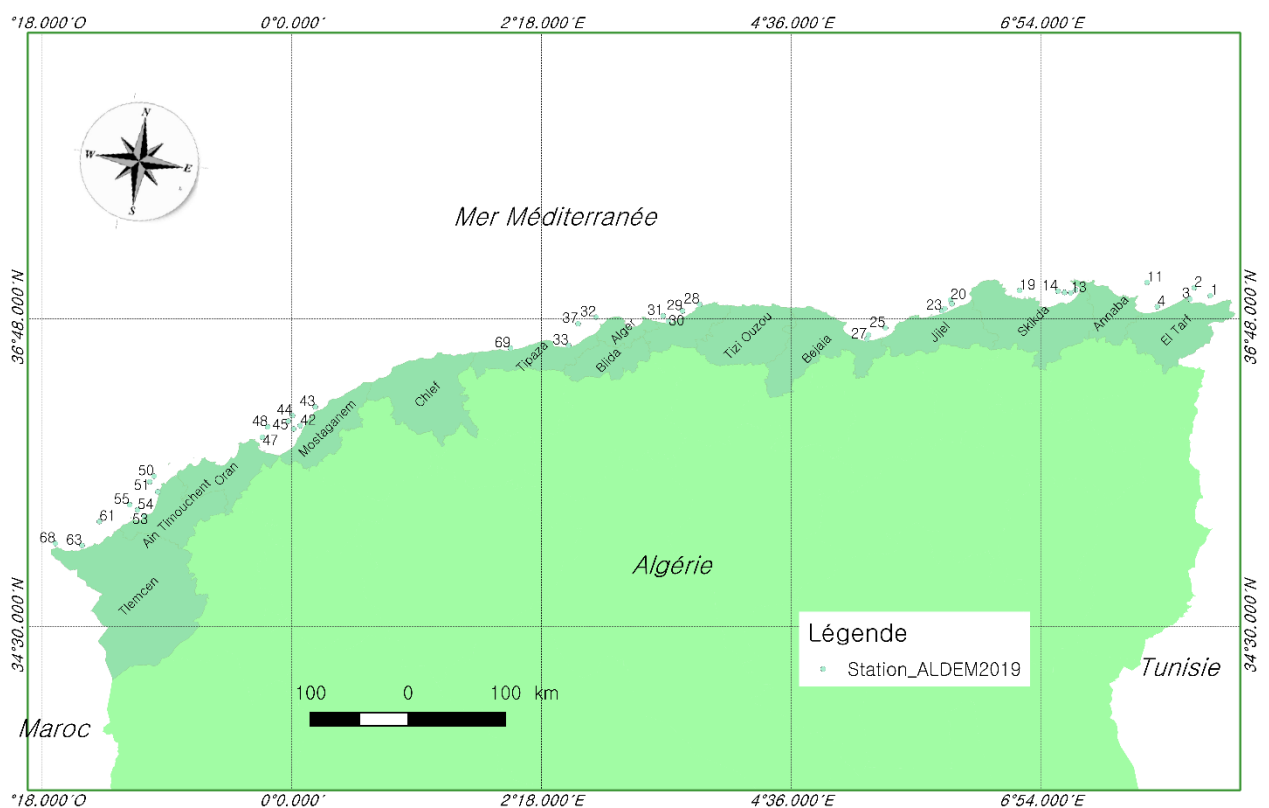 °18.000'O 0°0.000' 2°18.000'E 4°36.000'E 6°54.000'E
N
W E
S
Mer Méditerranée
36°48.000'N 36°48.000'N
11 2
1
3
4
13
14
19
20
23
25
27
28
29
30
31
32
37
33
69
43
44
42
45
48
47
50
51
55
54
53
61
63
68
El Tarf
Annaba
Skikda
Jijel
Bejaia
Tizi Ouzou
Alger
Blida
Tipaza
Chlef
Mostaganem
Oran
Ain Timouchent
Tlemcen
Algérie
34°30.000'N 34°30.000'N
Légende
Station_ALDEM2019
Tunisie
100 0 100 km
Maroc
°18.000'O 0°0.000' 2°18.000'E 4°36.000'E 6°54.000'E